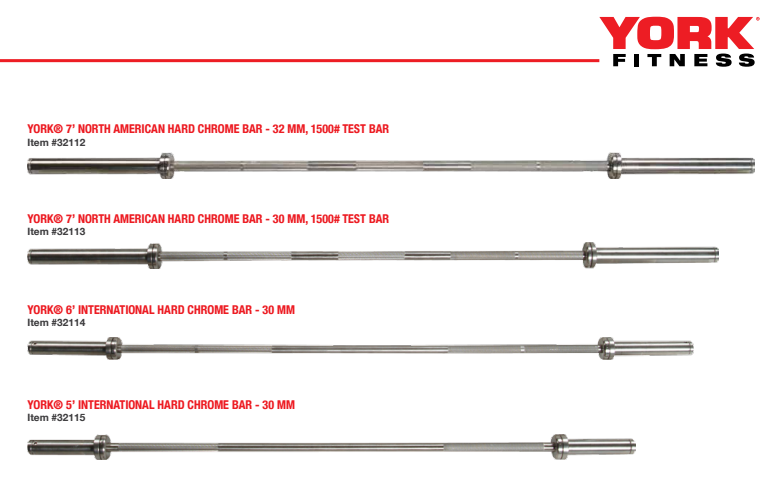 YORK®
FITNESS
YORK® 7' NORTH AMERICAN HARD CHROME BAR - 32 MM, 1500# TEST BAR
Item #32112
YORK® 7' NORTH AMERICAN HARD CHROME BAR - 30 MM, 1500# TEST BAR
Item #32113
YORK® 6' INTERNATIONAL HARD CHROME BAR - 30 MM
Item #32114
YORK® 5' INTERNATIONAL HARD CHROME BAR - 30 MM
Item #32115